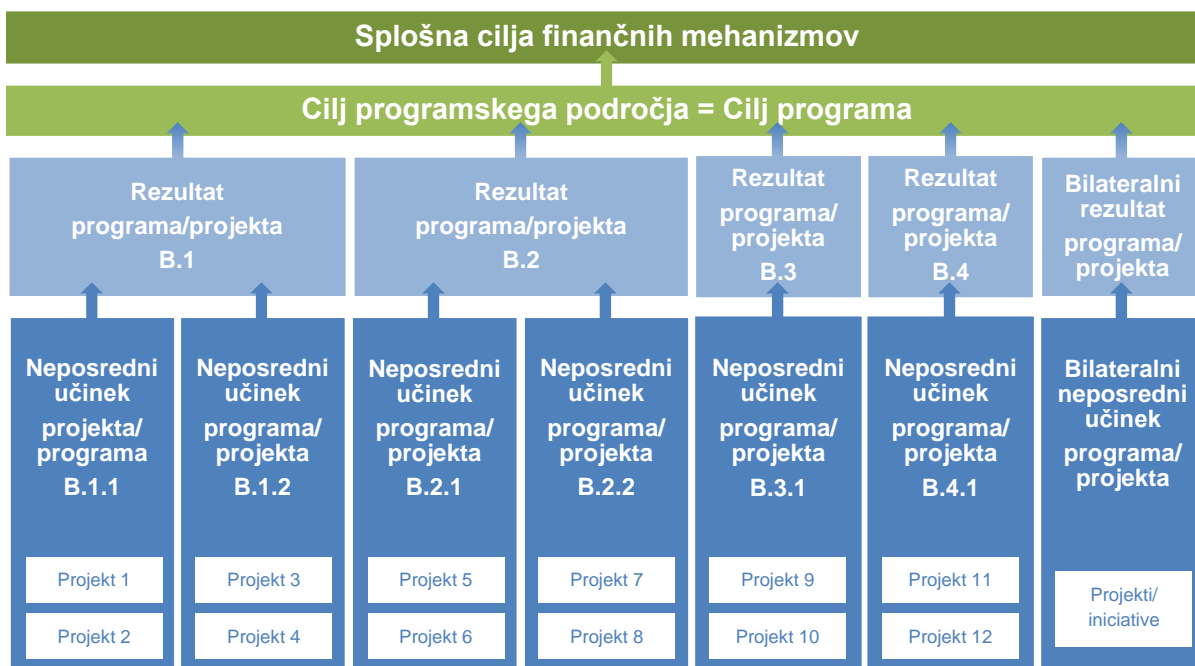 Splošna cilja finančnih mehanizmov
Cilj programskega področja = Cilj programa
Rezultat
programa/projekta
B.1
Rezultat
programa/projekta
B.2
Rezultat
programa/
projekta
B.3
Rezultat
programa/
projekta
B.4
Bilateralni
rezultat
programa/
projekta
Neposredni
učinek
projekta/
programa
B.1.1
Projekt 1
Projekt 2
Neposredni
učinek
programa/
projekta
B.1.2
Projekt 3
Projekt 4
Neposredni
učinek
programa/
projekta
B.2.1
Projekt 5
Projekt 6
Neposredni
učinek
programa/
projekta
B.2.2
Projekt 7
Projekt 8
Neposredni
učinek
programa/
projekta
B.3.1
Projekt 9
Projekt 10
Neposredni
učinek
programa/
projekta
B.4.1
Projekt 11
Projekt 12
Bilateralni
neposredni
učinek
programa/
projekta
Projekti/
iniciative